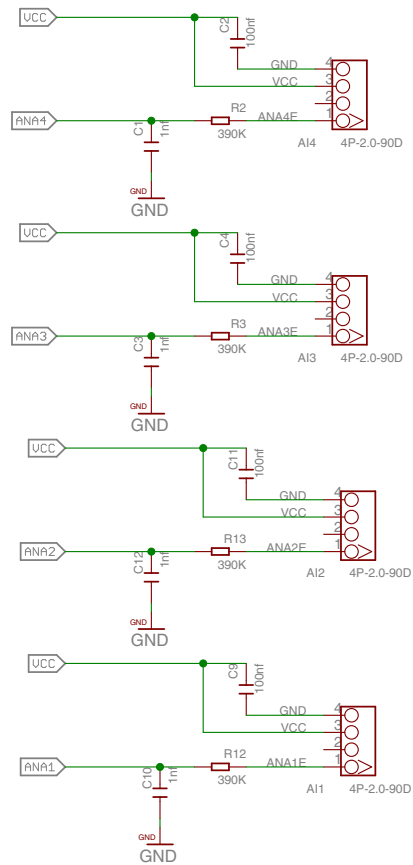 VCC
C2
100nf
GND
4
VCC
3
2
ANA4
C1
1nf
R2
390K
ANA4E
1
AI4
4P-2.0-90D
GND
GND
VCC
C4
100nf
GND
4
VCC
3
2
ANA3
C3
1nf
R3
390K
ANA3E
1
AI3
4P-2.0-90D
GND
GND
VCC
C11
100nf
GND
4
VCC
3
2
ANA2
C12
1nf
R13
390K
ANA2E
1
AI2
4P-2.0-90D
GND
GND
VCC
C9
100nf
GND
4
VCC
3
2
ANA1
C10
1nf
R12
390K
ANA1E
1
AI1
4P-2.0-90D
GND
GND